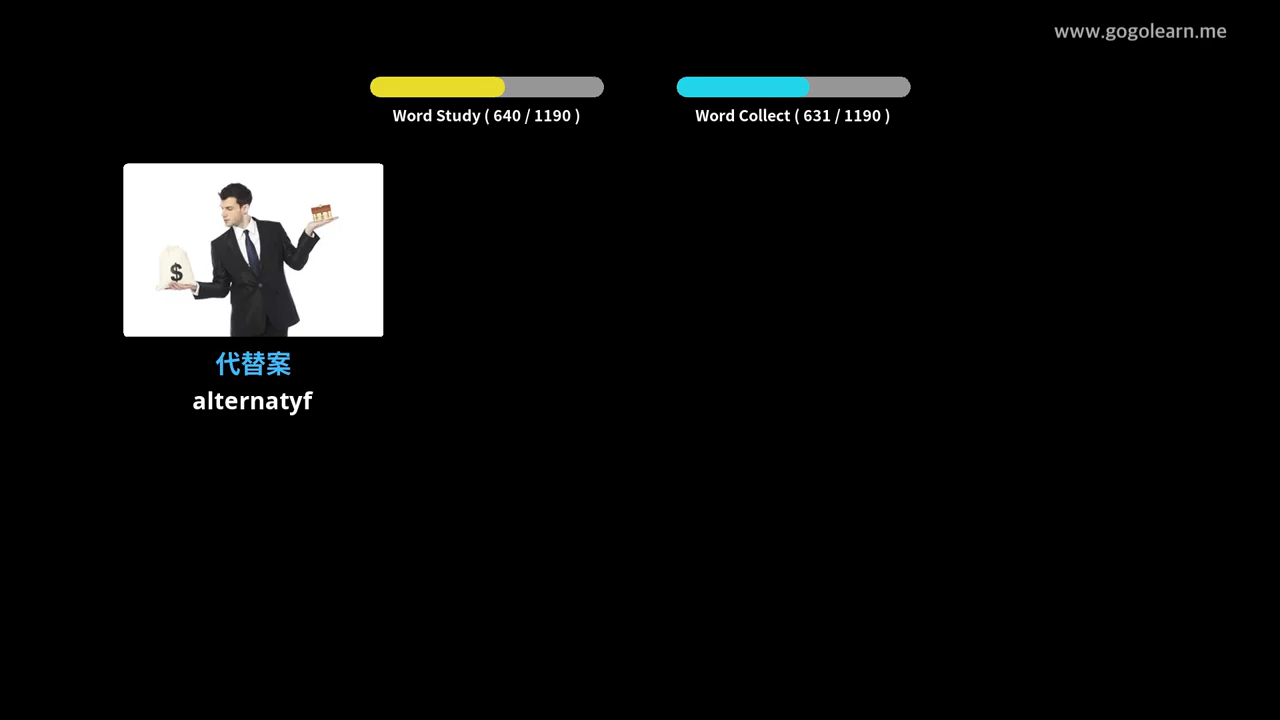 www.gogolearn.me
Word Study ( 640 / 1190 )
Word Collect ( 631 / 1190 )
$
代替案
alternatyf